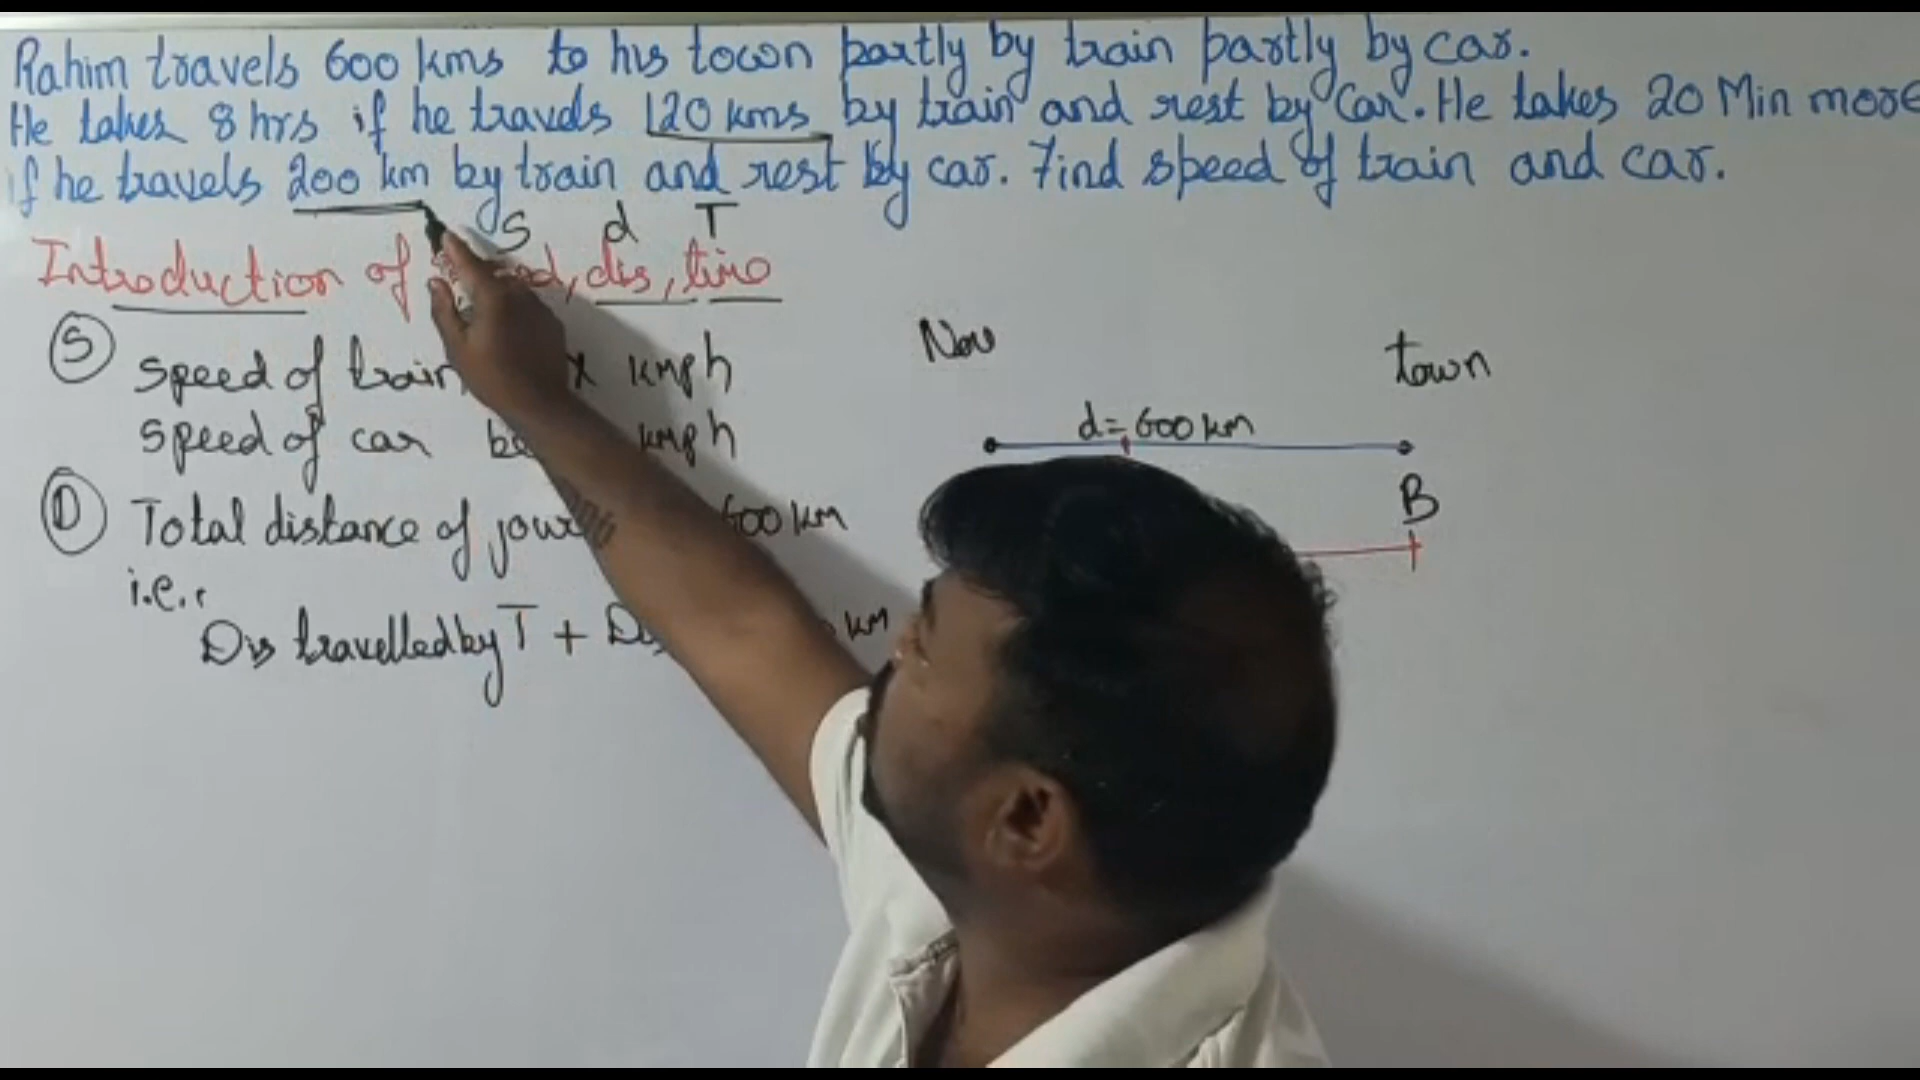 Rahim travels 600 kms to his town partly by train partly by car.
He takes 8 hrs if he travels 120 kms by train and rest by car. He takes 20 Min more
if he travels 200 km by train and rest by car. Find speed of train and car.
S d T
Introduction of dis, time
S
Speed of train x kmph
Speed of car kmph
D
Total distance of 600 km
i.e.,
Dis travelled by T + km
town
d = 600 km
B